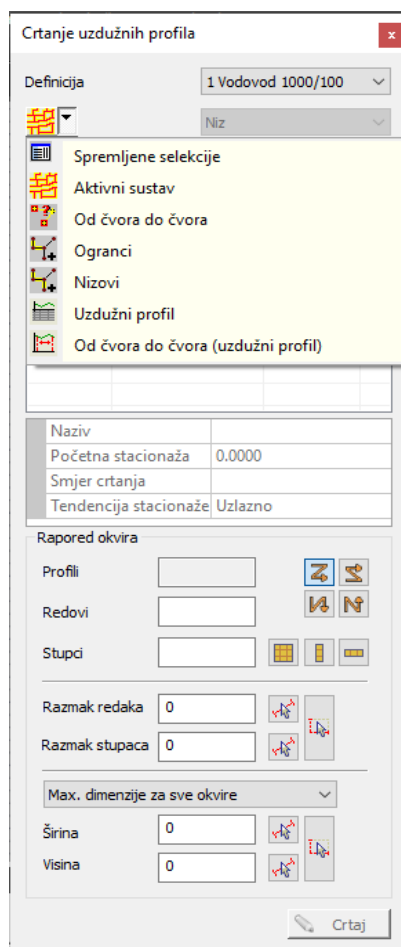 Crtanje uzdužnih profila
Definicija 1 Vodovod 1000/100
Niz
Spremljene selekcije
Aktivni sustav
Od čvora do čvora
Ogranci
Nizovi
Uzdužni profil
Od čvora do čvora (uzdužni profil)
Naziv
Početna stacionaža 0.0000
Smjer crtanja
Tendencija stacionaže Uzlazno
Rapored okvira
Profili
Redovi
Stupci
Razmak redaka 0
Razmak stupaca 0
Max. dimenzije za sve okvire
Širina 0
Visina 0
Crtaj